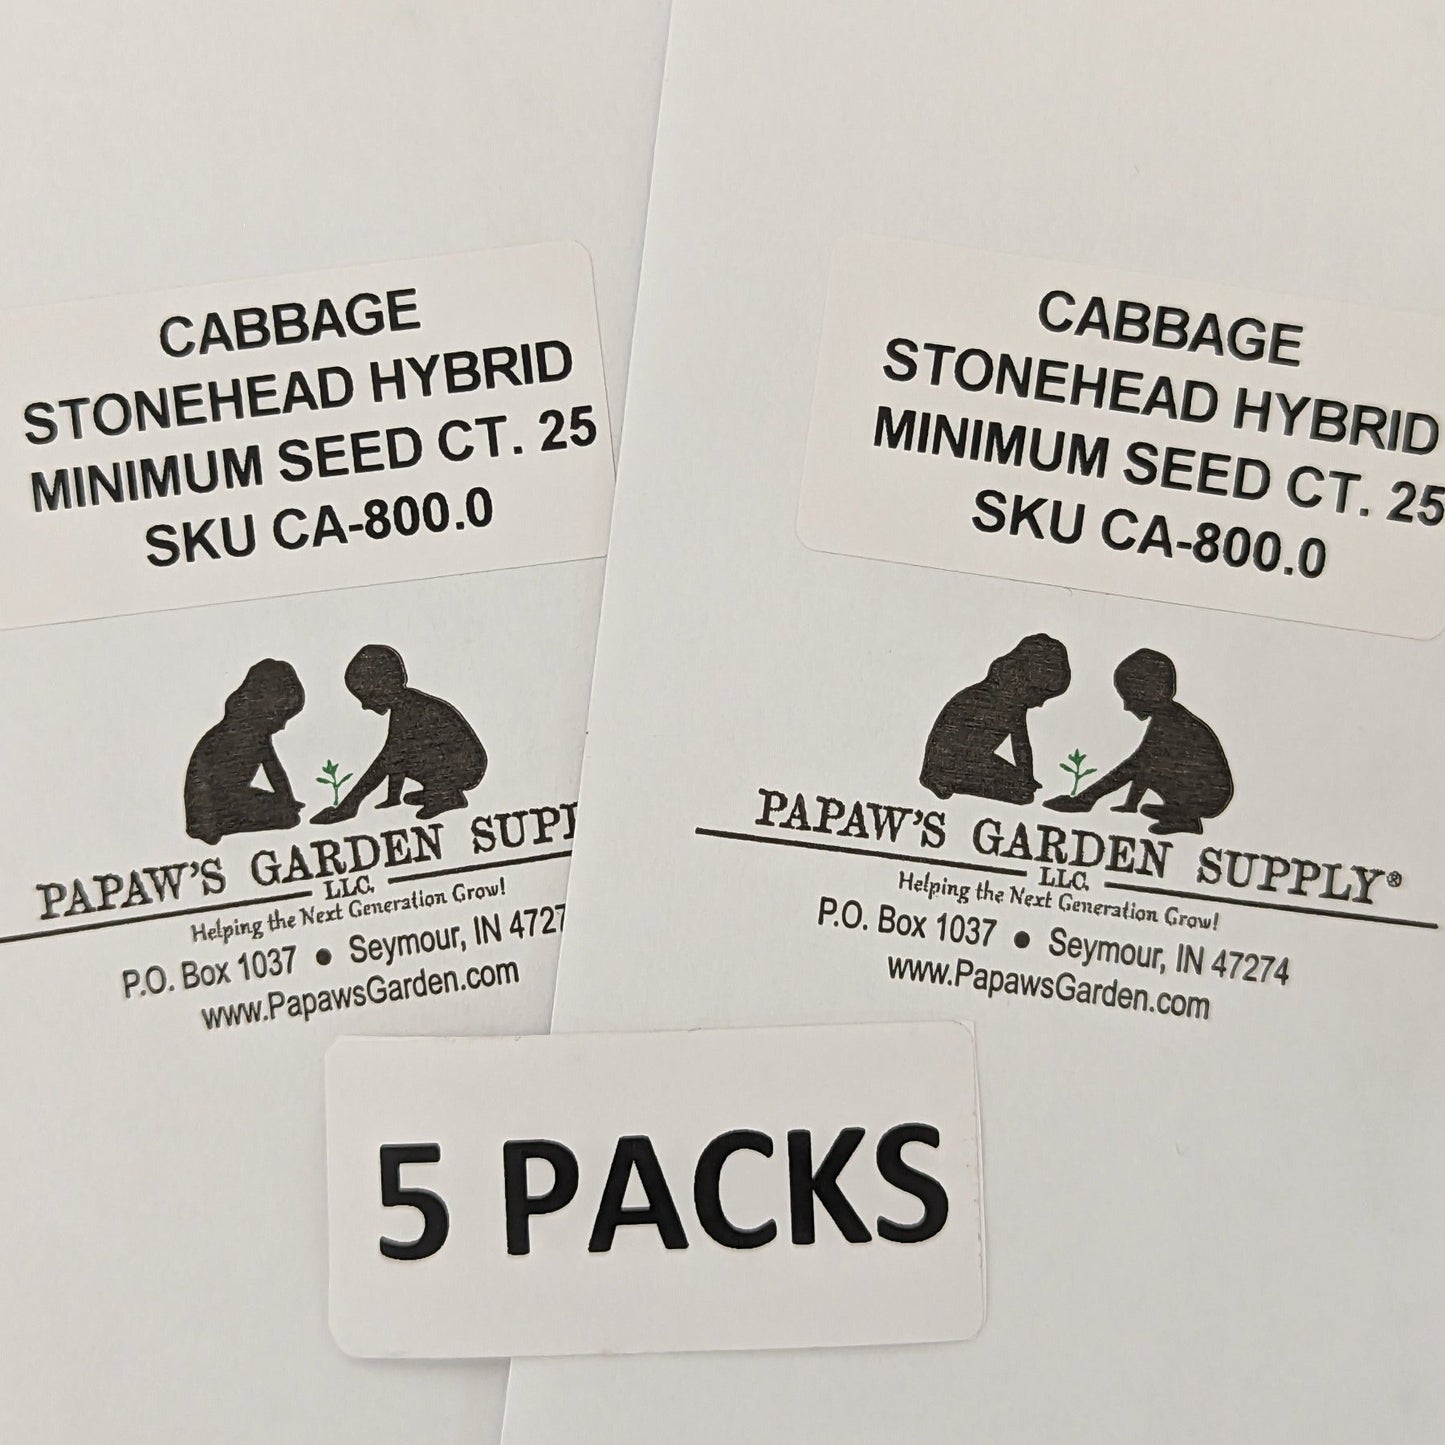 CABBAGE
STONEHEAD HYBRID
MINIMUM SEED CT. 25
SKU CA-800.0
PAPAW'S GARDEN SUPP
LLC.
Helping the Next Generation Grow!
P.O. Box 1037 • Seymour, IN 4727
www.PapawsGarden.com
CABBAGE
STONEHEAD HYBRID
MINIMUM SEED CT. 25
SKU CA-800.0
PAPAW'S GARDEN SUPPLY®
LLC.
Helping the Next Generation Grow!
P.O. Box 1037 • Seymour, IN 47274
www.PapawsGarden.com
5 PACKS